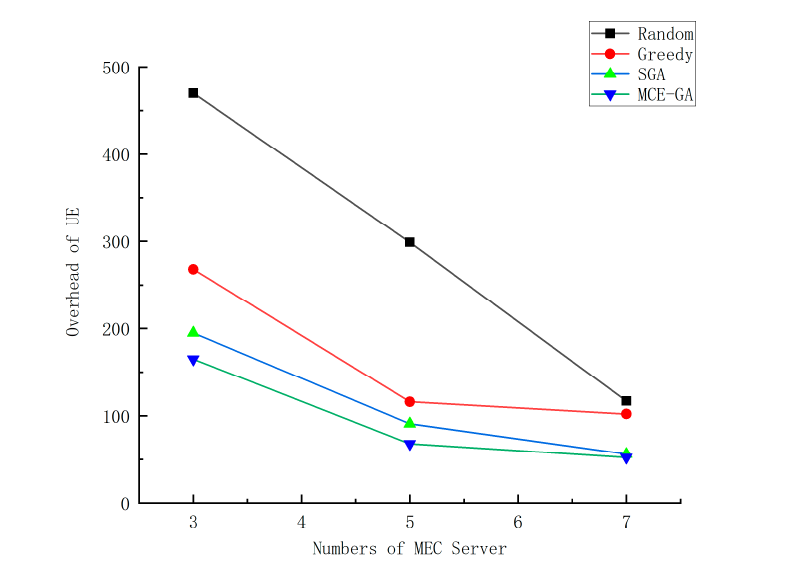 Random
Greedy
SGA
MCE-GA
500
400
300
200
100
0
Overhead of UE
3 4 5 6 7
Numbers of MEC Server